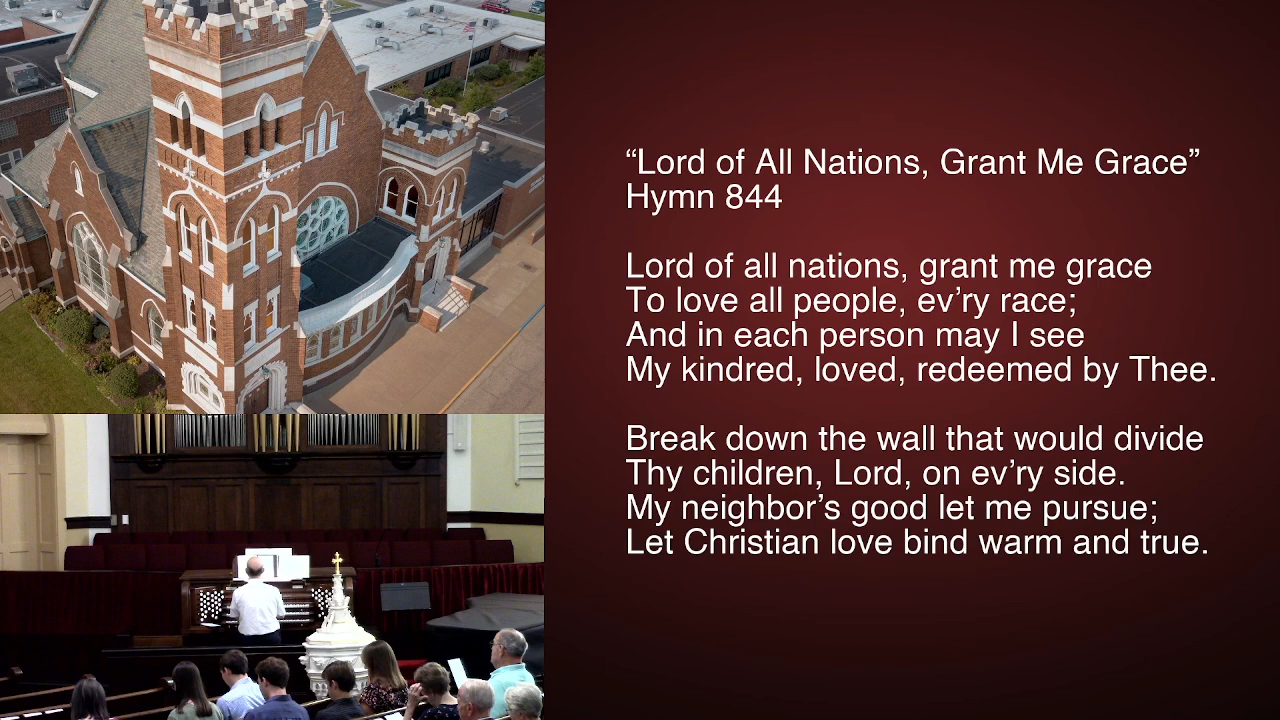 “Lord of All Nations, Grant Me Grace”
Hymn 844
Lord of all nations, grant me grace
To love all people, ev’ry race;
And in each person may I see
My kindred, loved, redeemed by Thee.
Break down the wall that would divide
Thy children, Lord, on ev’ry side.
My neighbor’s good let me pursue;
Let Christian love bind warm and true.